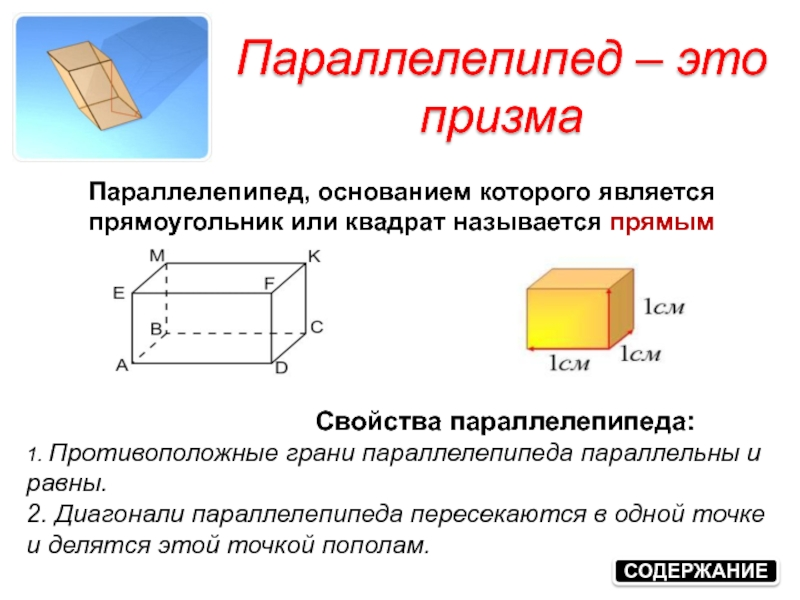 Параллелепипед – это
призма
Параллелепипед, основанием которого является
прямоугольник или квадрат называется прямым
M K
E F
B C
A D
1см
1см
1см
Свойства параллелепипеда:
1. Противоположные грани параллелепипеда параллельны и
равны.
2. Диагонали параллелепипеда пересекаются в одной точке
и делятся этой точкой пополам.
СОДЕРЖАНИЕ